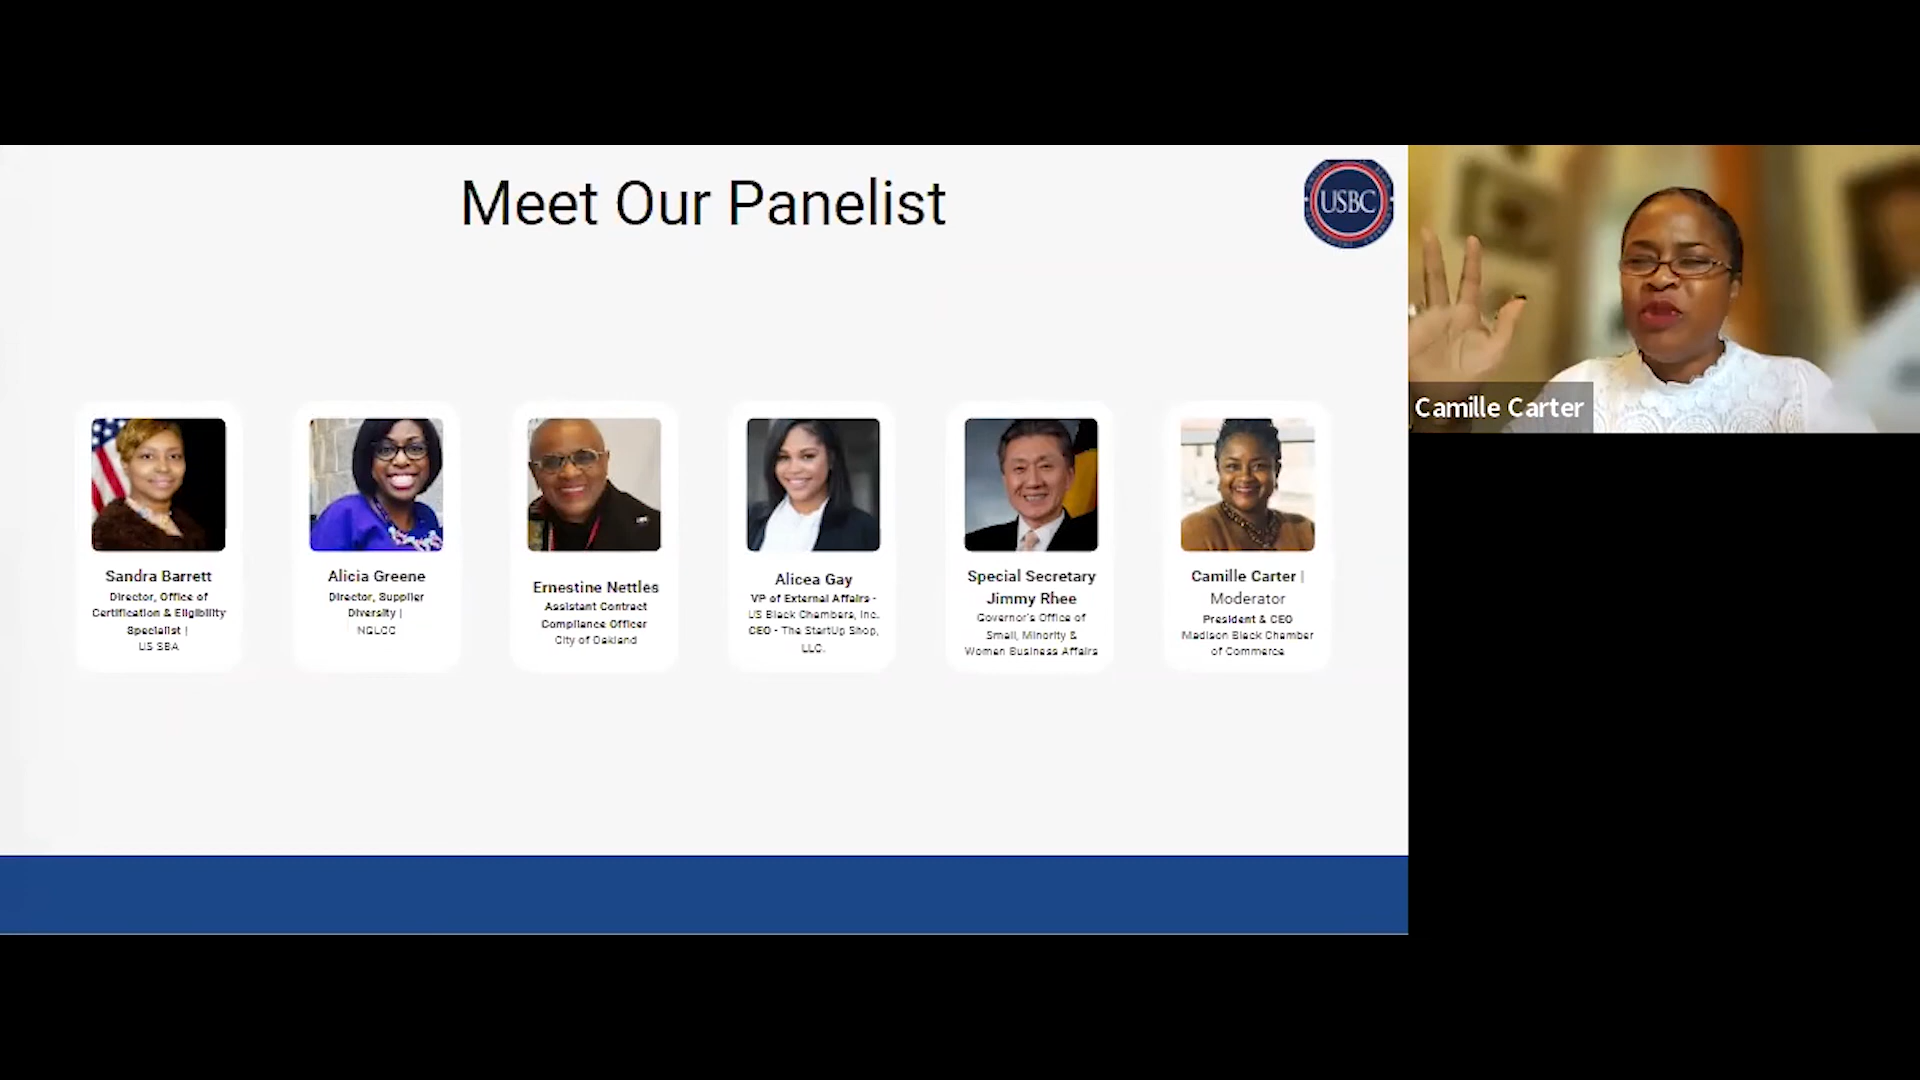 Meet Our Panelist
USBC
Camille Carter
Sandra Barrett
Director, Office of
Certification & Eligibility
Specialist |
US SBA
Alicia Greene
Director, Supplier
Diversity |
NGLCC
Ernestine Nettles
Assistant Contract
Compliance Officer
City of Oakland
Alicea Gay
VP of External Affairs -
US Black Chambers, Inc.
CEO - The StartUp Shop,
LLC.
Special Secretary
Jimmy Rhee
Governor's Office of
Small, Minority &
Women Business Affairs
Camille Carter |
Moderator
President & CEO
Madison Black Chamber
of Commerce